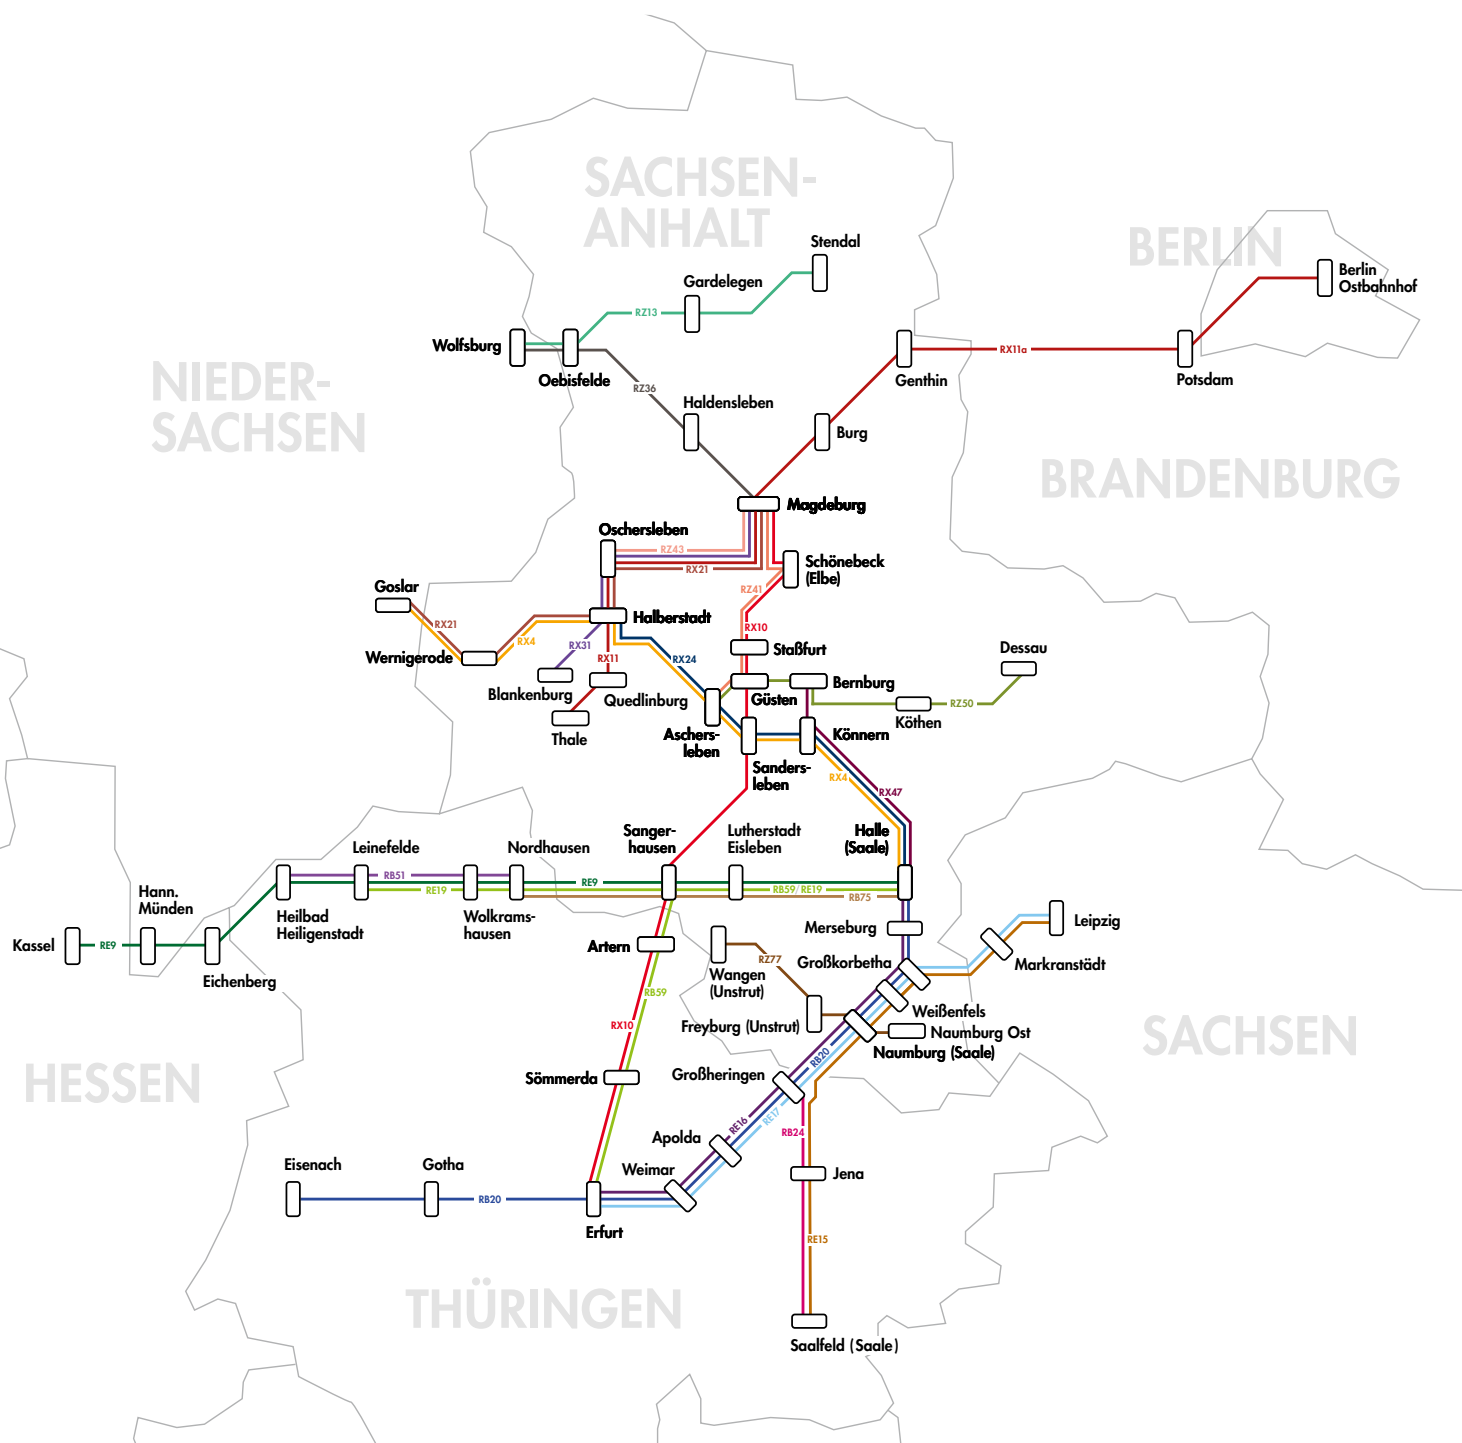 SACHSEN-
ANHALT
BERLIN
Stendal
Berlin
Ostbahnhof
Gardelegen
RZ13
Wolfsburg
Oebisfelde
RX11a
Genthin
Potsdam
NIEDER-
SACHSEN
RZ36
Haldensleben
Burg
BRANDENBURG
Magdeburg
Oschersleben
RZ43
RX21
Schönebeck
(Elbe)
Goslar
RX21
RX4
Halberstadt
RZ41
RX10
Wernigerode
RX31
RX11
RX24
Staßfurt
Dessau
Blankenburg
Quedlinburg
Güsten
Bernburg
RZ50
Köthen
Thale
Aschers-
leben
Könnern
Sanders-
leben
RX4
RX47
Sanger-
hausen
Lutherstadt
Eisleben
Halle
(Saale)
Leinefelde
Nordhausen
RB51
RE19
RE9
RB59/RE19
RB75
Hann.
Münden
Heilbad
Heiligenstadt
Wolkrams-
hausen
Kassel
RE9
Eichenberg
Artern
Merseburg
Leipzig
RZ77
Großkorbetha
Markranstädt
Wangen
(Unstrut)
RB59
Weißenfels
RX10
Freyburg (Unstrut)
Naumburg Ost
Naumburg (Saale)
SACHSEN
HESSEN
Sömmerda
Großheringen
RB20
RE16
RE17
RB24
Apolda
Weimar
Jena
Eisenach
Gotha
RB20
Erfurt
RE15
THÜRINGEN
Saalfeld (Saale)